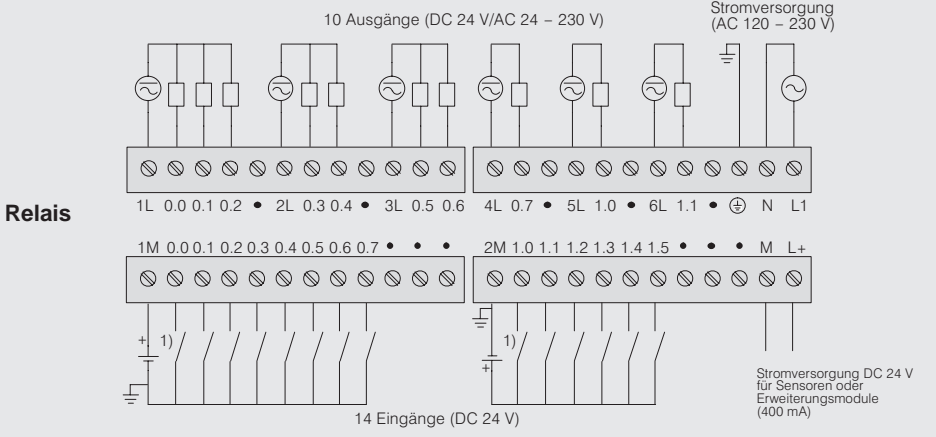 10 Ausgänge (DC 24 V/AC 24 – 230 V)
Stromversorgung
(AC 120 – 230 V)
1L 0.0 0.1 0.2 • 2L 0.3 0.4 • 3L 0.5 0.6
4L 0.7 • 5L 1.0 • 6L 1.1 • N L1
Relais
1M 0.0 0.1 0.2 0.3 0.4 0.5 0.6 0.7 • • •
2M 1.0 1.1 1.2 1.3 1.4 1.5 • • • M L+
+ 1)
1)
+
Stromversorgung DC 24 V
für Sensoren oder
Erweiterungsmodule
(400 mA)
14 Eingänge (DC 24 V)